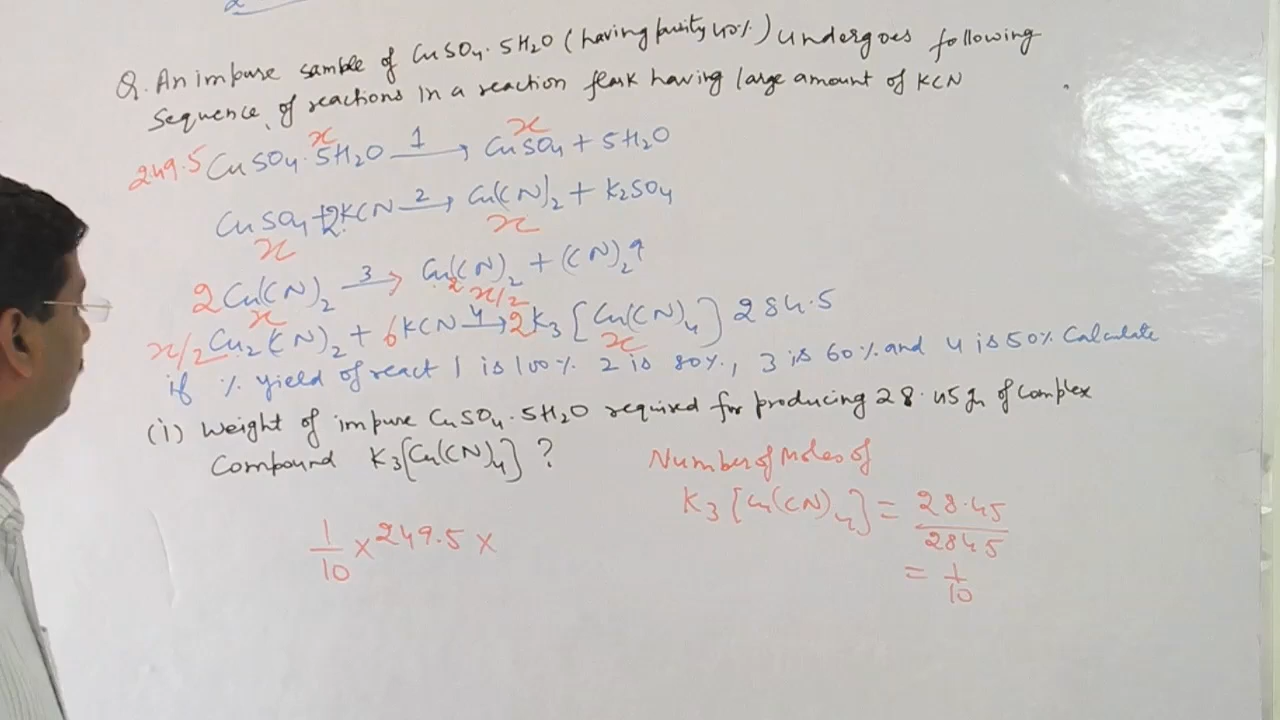 Q. An impure sample of CuSO4.5H2O (having purity 40%) undergoes following
Sequence of reactions in a reaction flask having large amount of KCN
x x
249.5 CuSO4.5H2O 1→ CuSO4 + 5H2O
CuSO4 + 2KCN 2→ Cu(CN)2 + K2SO4
x x
2Cu(CN)2 3→ Cu2(CN)2 + (CN)2↑
x x/2
x/2 Cu2(CN)2 + 6KCN 4→ 2K3[Cu(CN)4] 284.5
x
if % yield of react 1 is 100% 2 is 80%, 3 is 60% and 4 is 50% Calculate
(i) Weight of impure CuSO4.5H2O required for producing 28.45 gm of Complex
Compound K3[Cu(CN)4] ?
Number of Moles of
K3[Cu(CN)4] = 28.45/284.5
= 1/10
1/10 × 249.5 ×